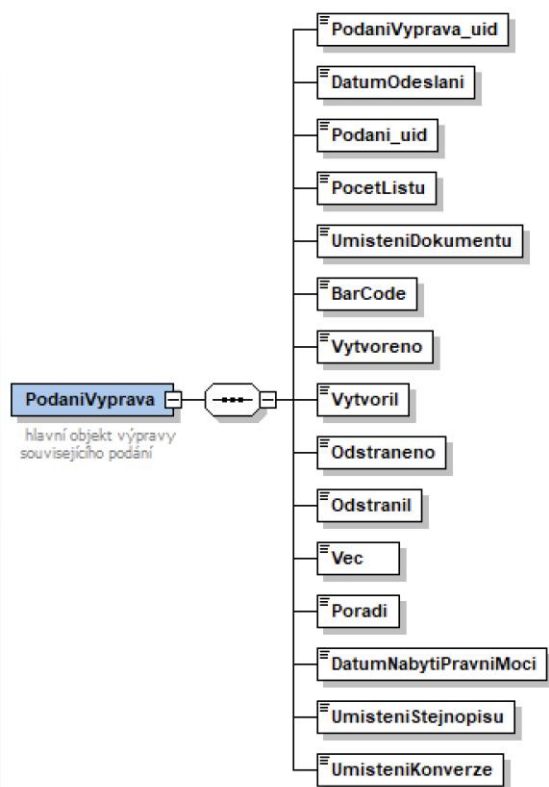 PodaniVyprava_uid
DatumOdeslani
Podani_uid
PocetListu
UmisteniDokumentu
BarCode
Vytvoreno
PodaniVyprava
Vytvoril
hlavní objekt výpravy
souvisejícího podání
Odstraneno
Odstranil
Vec
Poradi
DatumNabytiPravniMoci
UmisteniStejnopisu
UmisteniKonverze